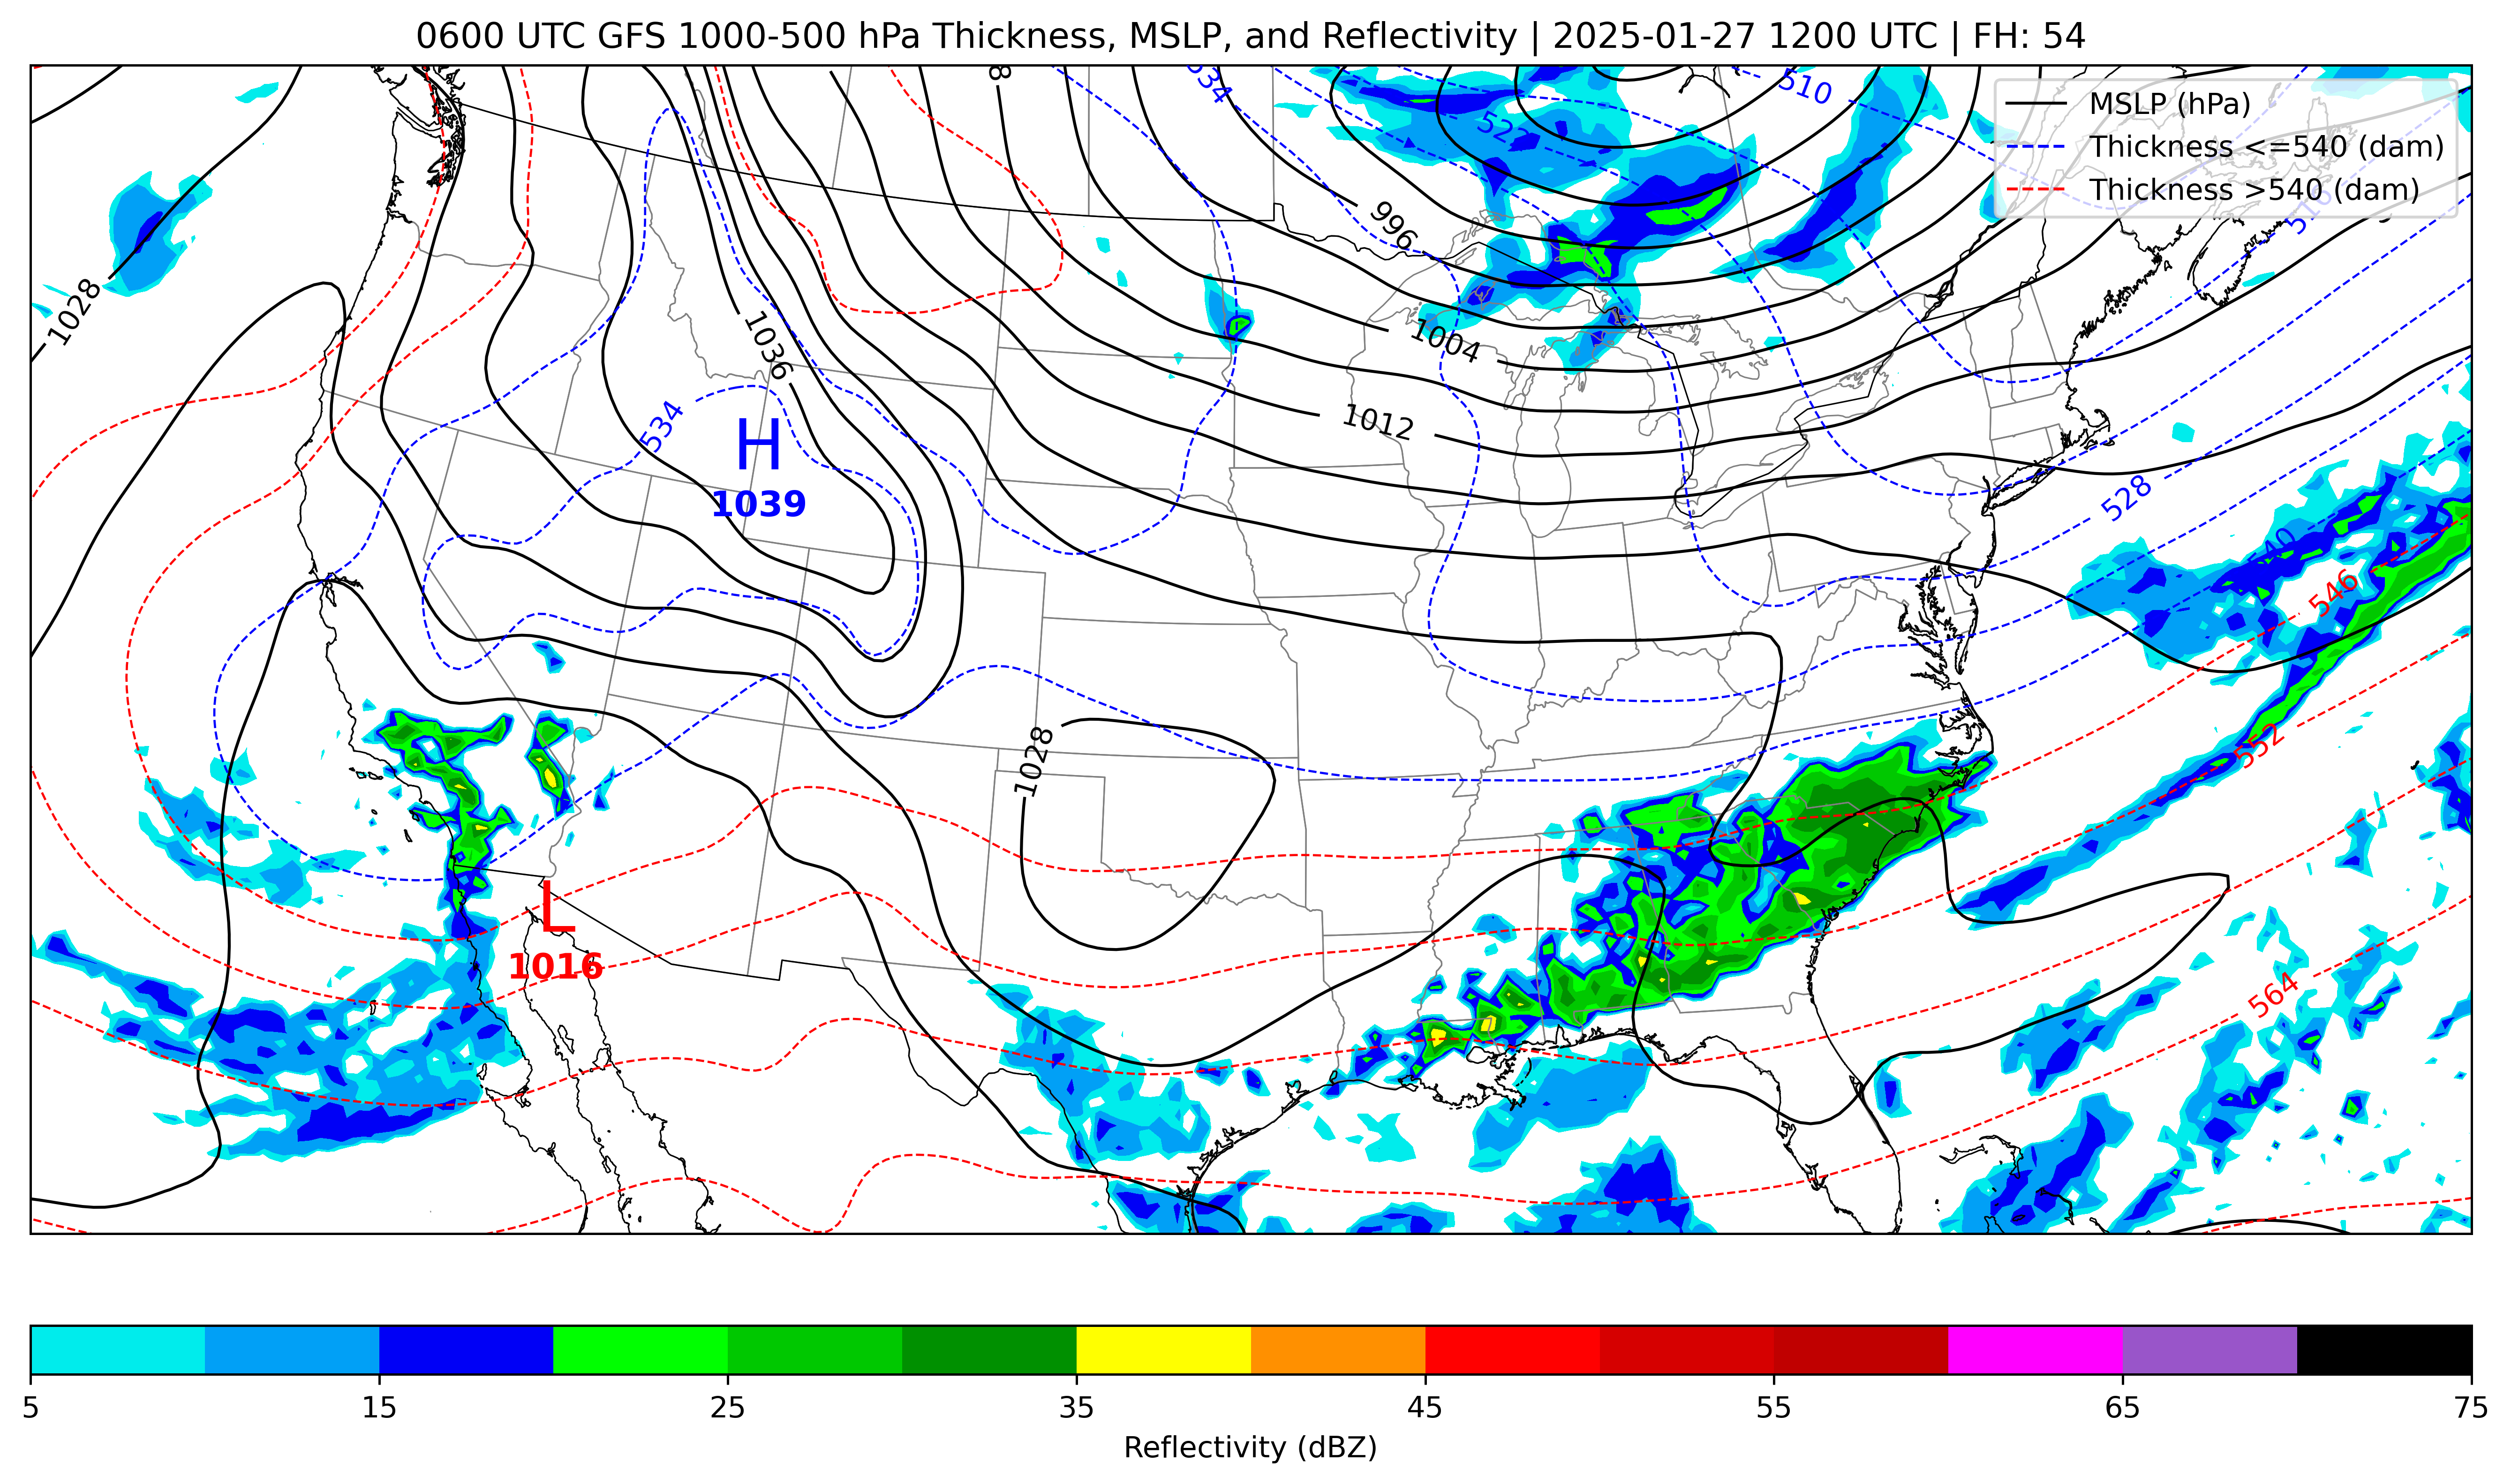 0600 UTC GFS 1000-500 hPa Thickness, MSLP, and Reflectivity | 2025-01-27 1200 UTC | FH: 54
MSLP (hPa)
Thickness <=540 (dam)
Thickness >540 (dam)
8
534
510
522
996
516
1028
1036
1004
534
1012
H
1039
528
540
546
1028
552
L
1016
564
5 15 25 35 45 55 65 75
Reflectivity (dBZ)